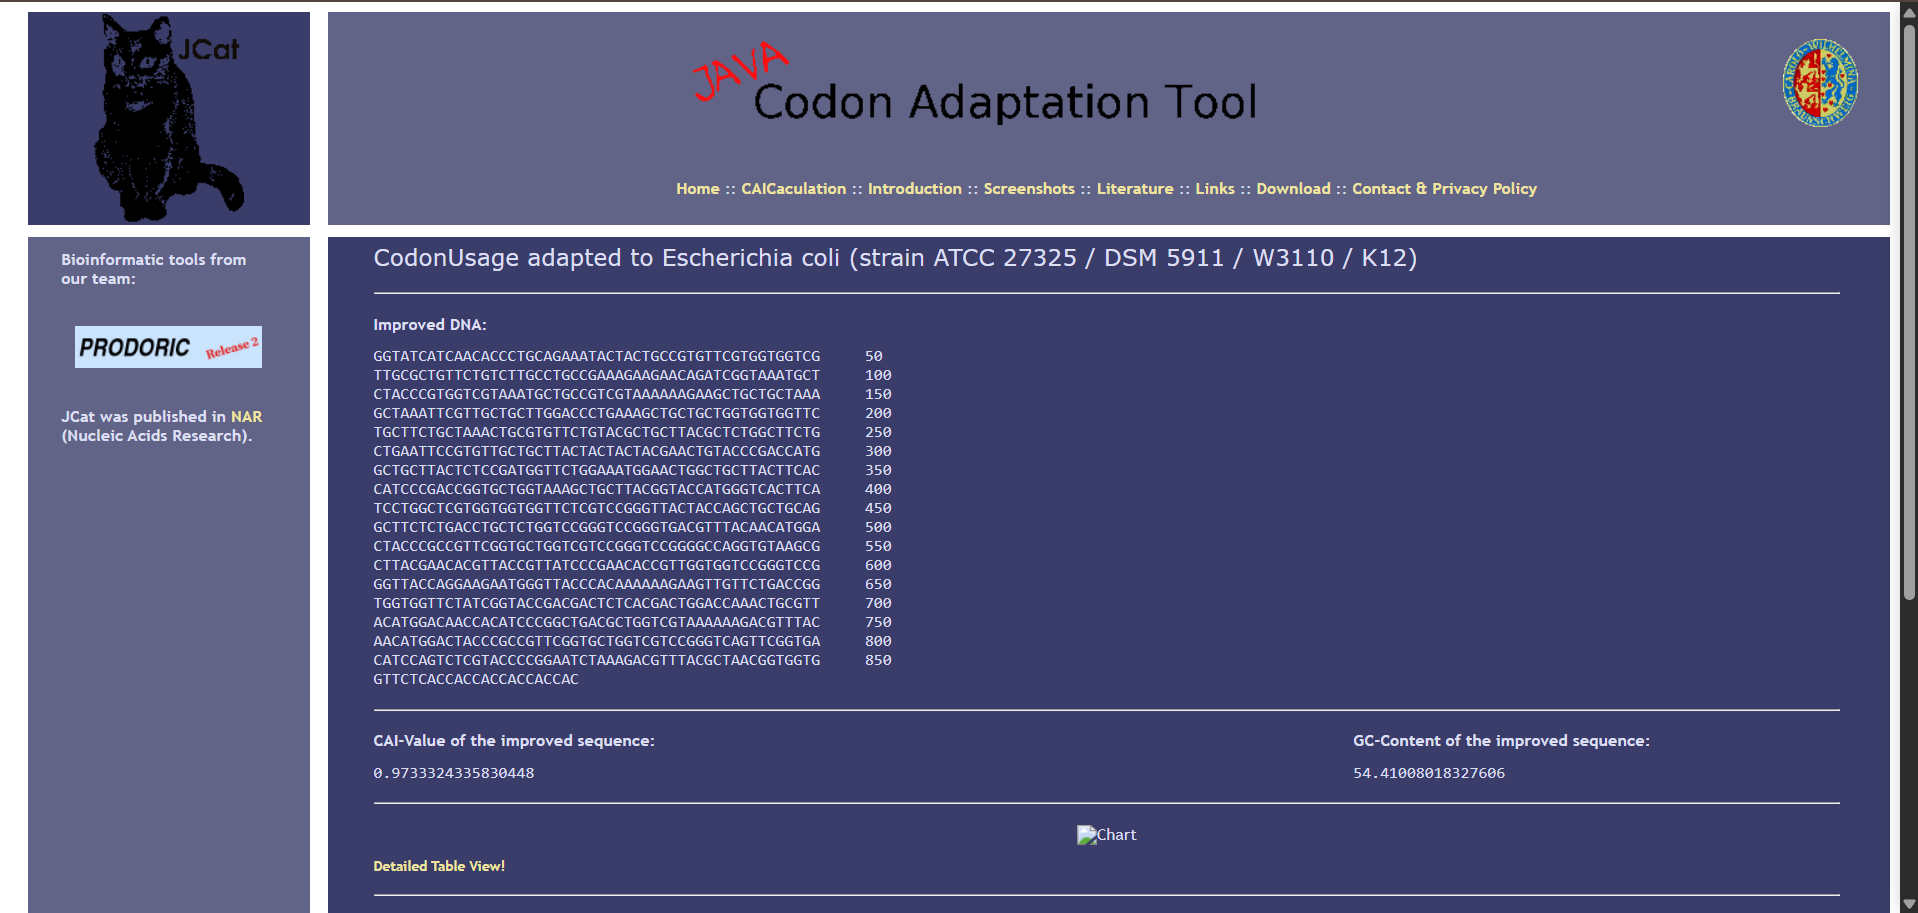 JCat
JAVA
Codon Adaptation Tool
CAROLO-WILHELMINA
BRAUNSCHWEIG
Home :: CAICaculation :: Introduction :: Screenshots :: Literature :: Links :: Download :: Contact & Privacy Policy
Bioinformatic tools from
our team:
PRODORIC Release 2
JCat was published in NAR
(Nucleic Acids Research).
CodonUsage adapted to Escherichia coli (strain ATCC 27325 / DSM 5911 / W3110 / K12)
Improved DNA:
GGTATCATCAACACCCTGCAGAAATACTACTGCCGTGTTCGTGGTGGTCG 50
TTGCGCTGTTCTGTCTTGCCTGCCGAAAGAAGAACAGATCGGTAAATGCT 100
CTACCCGTGGTCGTAAATGCTGCCGTCGTAAAAAAGAAGCTGCTGCTAAA 150
GCTAAATTCGTTGCTGCTTGGACCCTGAAAGCTGCTGCTGGTGGTGGTTC 200
TGCTTCTGCTAAACTGCGTGTTCTGTACGCTGCTTACGCTCTGGCTTCTG 250
CTGAATTCCGTGTTGCTGCTTACTACTACTACGAACTGTACCCGACCATG 300
GCTGCTTACTCTCCGATGGTTCTGGAAATGGAACTGGCTGCTTACTTCAC 350
CATCCCGACCGGTGCTGGTAAAGCTGCTTACGGTACCATGGGTCACTTCA 400
TCCTGGCTCGTGGTGGTGGTTCTCGTCCGGGTTACTACCAGCTGCTGCAG 450
GCTTCTCTGACCTGCTCTGGTCCGGGTCCGGGTGACGTTTACAACATGGA 500
CTACCCGCCGTTCGGTGCTGGTCGTCCGGGTCCGGGGCCAGGTGTAAGCG 550
CTTACGAACACGTTACCGTTATCCCGAACACCGTTGGTGGTCCGGGTCCG 600
GGTTACCAGGAAGAATGGGTTACCCACAAAAAAGAAGTTGTTCTGACCGG 650
TGGTGGTTCTATCGGTACCGACGACTCTCACGACTGGACCAAACTGCGTT 700
ACATGGACAACCACATCCCGGCTGACGCTGGTCGTAAAAAAGACGTTTAC 750
AACATGGACTACCCGCCGTTCGGTGCTGGTCGTCCGGGTCAGTTCGGTGA 800
CATCCAGTCTCGTACCCCGGAATCTAAAGACGTTTACGCTAACGGTGGTG 850
GTTCTCACCACCACCACCACCAC
CAI-Value of the improved sequence:
0.9733324335830448
GC-Content of the improved sequence:
54.41008018327606
Chart
Detailed Table View!